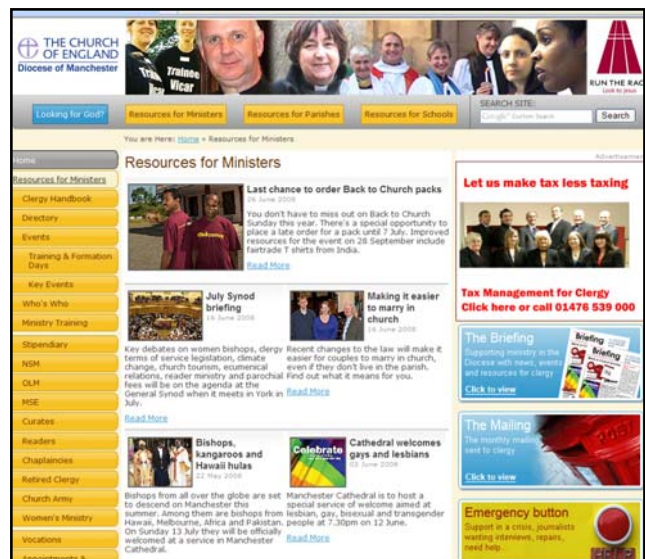 THE CHURCH
OF ENGLAND
Diocese of Manchester
Trainee
Vicar
RUN THE RACE
Look to Jesus
Looking for God?
Resources for Ministers
Resources for Parishes
Resources for Schools
SEARCH SITE:
Google Custom Search
Search
You are Here: Home » Resources for Ministers
Home
Resources for Ministers
Clergy Handbook
Directory
Events
Training & Formation
Days
Key Events
Who's Who
Ministry Training
Stipendiary
NSM
OLM
MSE
Curates
Readers
Chaplaincies
Retired Clergy
Church Army
Women's Ministry
Vocations
Appointments &
Resources for Ministers
Last chance to order Back to Church packs
26 June 2008
You don't have to miss out on Back to Church
Sunday this year. There's a special opportunity to
place a late order for a pack until 7 July. Improved
resources for the event on 28 September include
fairtrade T shirts from India.
Read More
July Synod
briefing
19 June 2008
Key debates on women bishops, clergy
terms of service legislation, climate
change, church tourism, ecumenical
relations, reader ministry and parochial
fees will be on the agenda at the
General Synod when it meets in York in
July.
Read More
Making it easier
to marry in
church
16 June 2008
Recent changes to the law will make it
easier for couples to marry in church,
even if they don't live in the parish.
Find out what it means for you.
Read More
Bishops,
kangaroos and
Hawaii hulas
22 May 2008
Bishops from all over the globe are set
to descend on Manchester this
summer. Among them are bishops from
Hawaii, Melbourne, Africa and Pakistan.
On Sunday 13 July they will be officially
welcomed at a service in Manchester
Cathedral.
Celebrate
Cathedral welcomes
gays and lesbians
03 June 2008
Manchester Cathedral is to host a
special service of welcome aimed at
lesbian, gay, bisexual and transgender
people at 7.30pm on 12 June.
Read More
Advertisement
Let us make tax less taxing
Tax Management for Clergy
Click here or call 01476 539 000
The Briefing
Supporting ministry in the
Diocese with news, events
and resources for clergy
Click to view
Briefing
Briefing
The Mailing
The monthly mailing
sent to clergy
Click to view
Emergency button
Support in a crisis, journalists
wanting interviews, repairs,
need help..